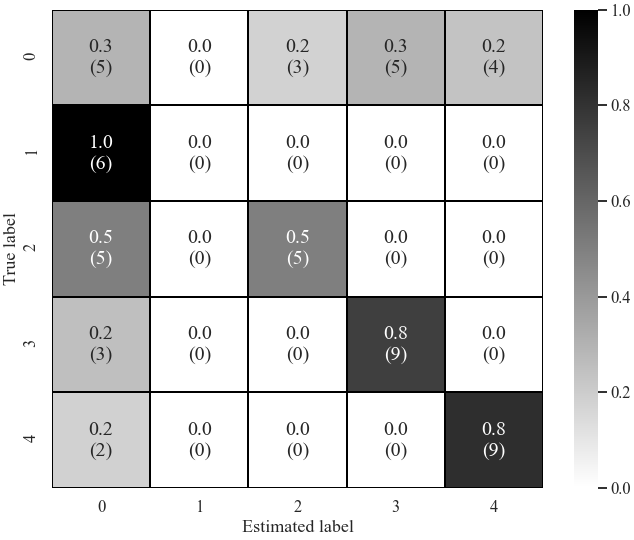 0.3 0.0 0.2 0.3 0.2
(5) (0) (3) (5) (4)
1.0 0.0 0.0 0.0 0.0
(6) (0) (0) (0) (0)
0.5 0.0 0.5 0.0 0.0
(5) (0) (5) (0) (0)
0.2 0.0 0.0 0.8 0.0
(3) (0) (0) (9) (0)
0.2 0.0 0.0 0.0 0.8
(2) (0) (0) (0) (9)
0
1
2
3
4
True label
0 1 2 3 4
Estimated label
1.0
0.8
0.6
0.4
0.2
0.0